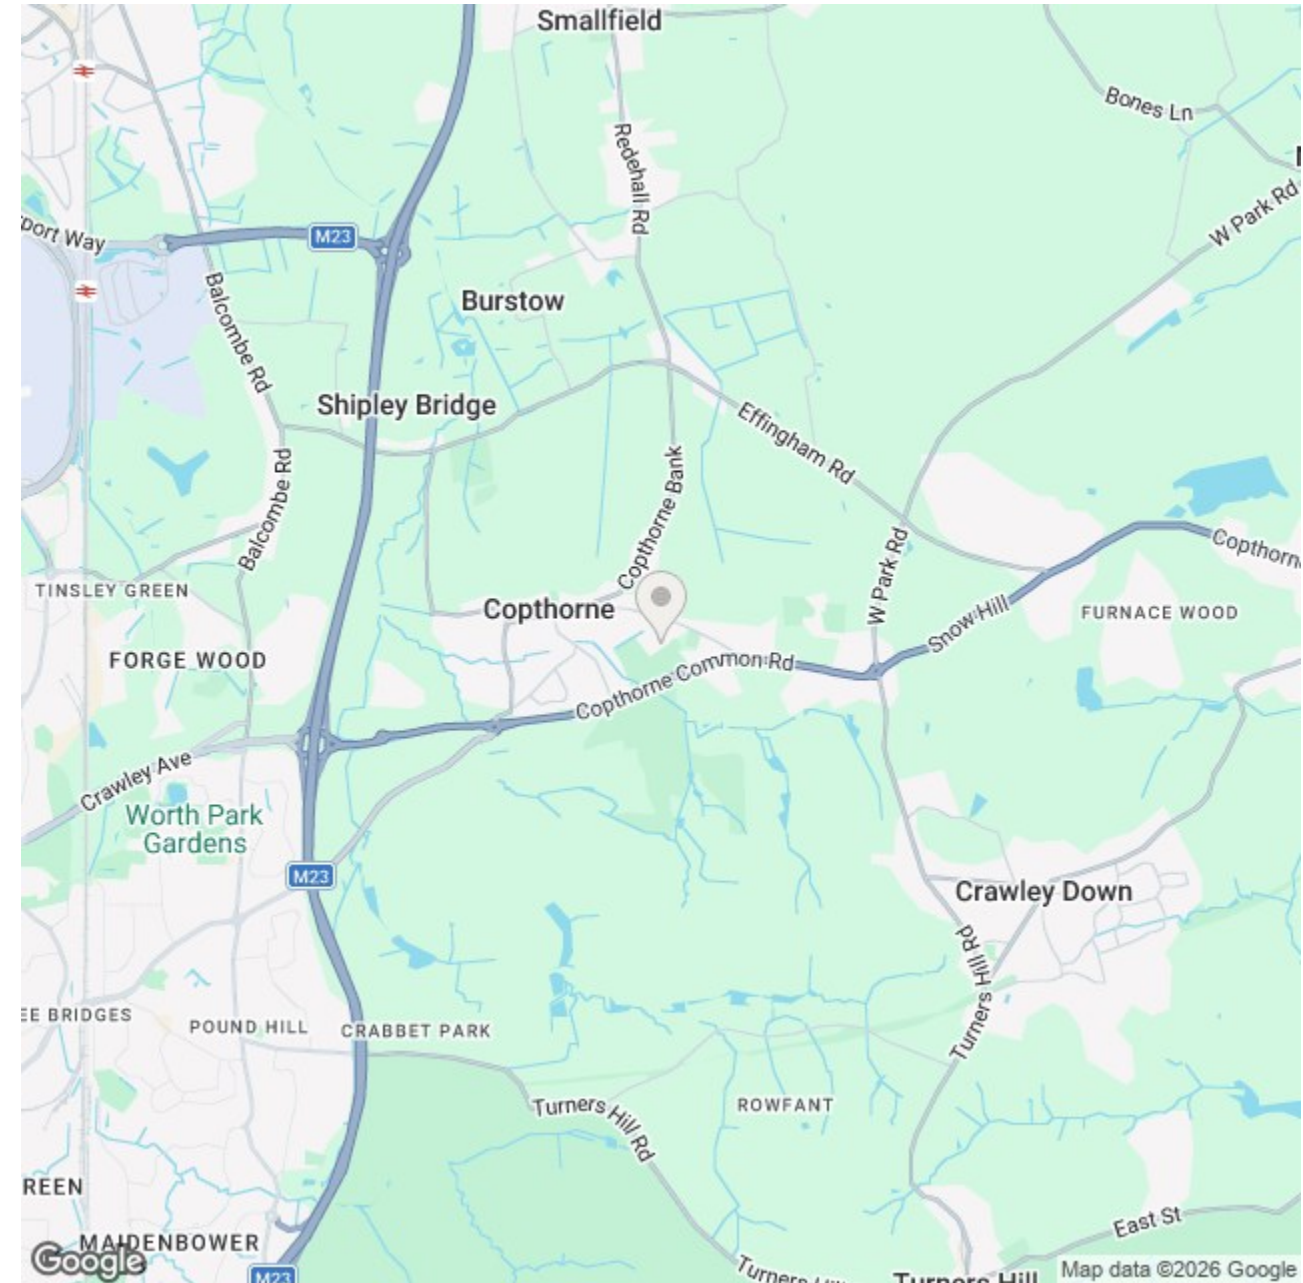 Smallfield
Bones Ln
Redehall Rd
W Park Rd
port Way
M23
Balcombe Rd
Burstow
Shipley Bridge
Effingham Rd
Balcombe Rd
Copthorne Bank
W Park Rd
Copthorne
TINSLEY GREEN
Copthorne
Snow Hill
FURNACE WOOD
FORGE WOOD
Copthorne Common Rd
Crawley Ave
Worth Park
Gardens
M23
Crawley Down
Turners Hill Rd
EE BRIDGES
POUND HILL
CRABBET PARK
Turners Hill Rd
ROWFANT
REEN
East St
MAIDENBOWER
Google
M23
Turners Hill
Turners Hill
Map data ©2026 Google